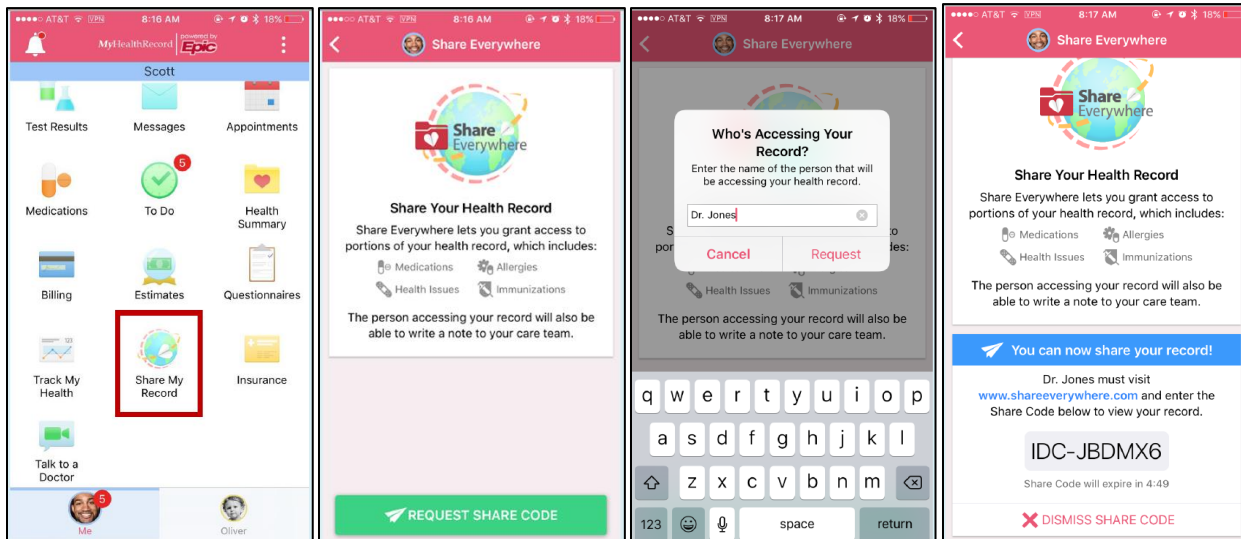 AT&T VPN 8:16 AM 18%
MyHealthRecord powered by Epic
Scott
Test Results Messages Appointments
5
Medications To Do Health
Summary
Billing Estimates Questionnaires
Track My Share My Insurance
Health Record
Talk to a
Doctor
5
Me Oliver
AT&T VPN 8:16 AM 18%
Share Everywhere
Share
Everywhere
Share Your Health Record
Share Everywhere lets you grant access to
portions of your health record, which includes:
Medications Allergies
Health Issues Immunizations
The person accessing your record will also be
able to write a note to your care team.
REQUEST SHARE CODE
AT&T VPN 8:17 AM 18%
Share Everywhere
Who's Accessing Your
Record?
Enter the name of the person that will
be accessing your health record.
Dr. Jones
S to
por des:
Cancel Request
Health Issues Immunizations
The person accessing your record will also be
able to write a note to your care team.
q w e r t y u i o p
a s d f g h j k l
z x c v b n m
123 space return
AT&T VPN 8:17 AM 18%
Share Everywhere
Share
Everywhere
Share Your Health Record
Share Everywhere lets you grant access to
portions of your health record, which includes:
Medications Allergies
Health Issues Immunizations
The person accessing your record will also be
able to write a note to your care team.
You can now share your record!
Dr. Jones must visit
www.shareeverywhere.com and enter the
Share Code below to view your record.
IDC-JBDMX6
Share Code will expire in 4:49
DISMISS SHARE CODE